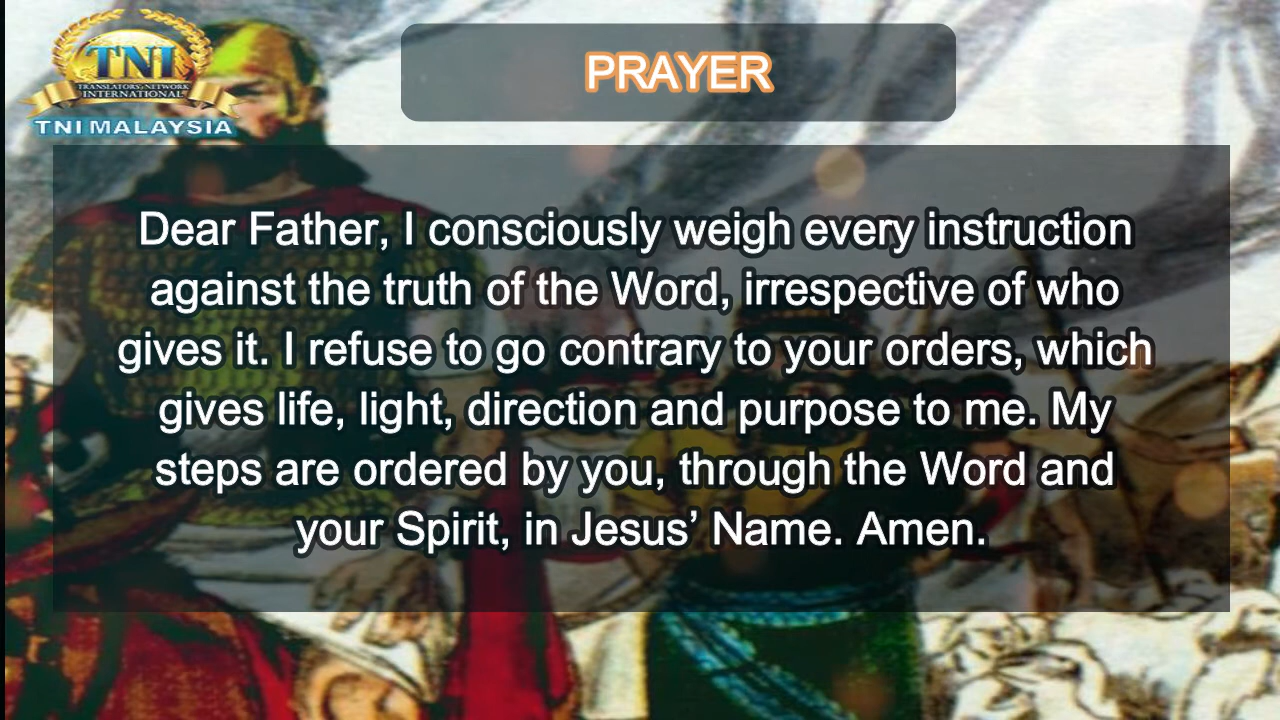 TNI
TRANSLATORS NETWORK
INTERNATIONAL
TNI MALAYSIA
PRAYER
Dear Father, I consciously weigh every instruction
against the truth of the Word, irrespective of who
gives it. I refuse to go contrary to your orders, which
gives life, light, direction and purpose to me. My
steps are ordered by you, through the Word and
your Spirit, in Jesus’ Name. Amen.